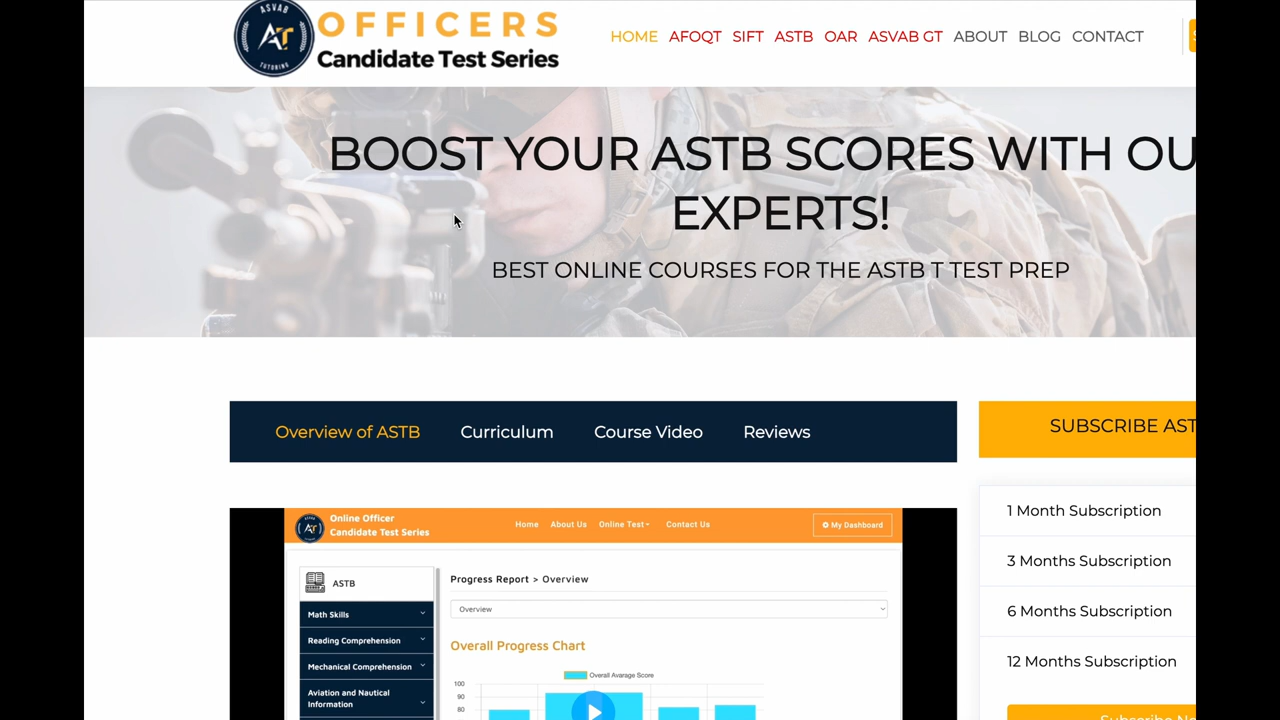 ASVAB
AT
TUTORING
OFFICERS
Candidate Test Series
HOME AFOQT SIFT ASTB OAR ASVAB GT ABOUT BLOG CONTACT
BOOST YOUR ASTB SCORES WITH OU
EXPERTS!
BEST ONLINE COURSES FOR THE ASTB T TEST PREP
Overview of ASTB Curriculum Course Video Reviews
SUBSCRIBE AST
1 Month Subscription
3 Months Subscription
6 Months Subscription
12 Months Subscription
AT
Online Officer
Candidate Test Series
Home About Us Online Test Contact Us
My Dashboard
ASTB
Math Skills
Reading Comprehension
Mechanical Comprehension
Aviation and Nautical
Information
Progress Report > Overview
Overview
Overall Progress Chart
Overall Avarage Score
100
90
80